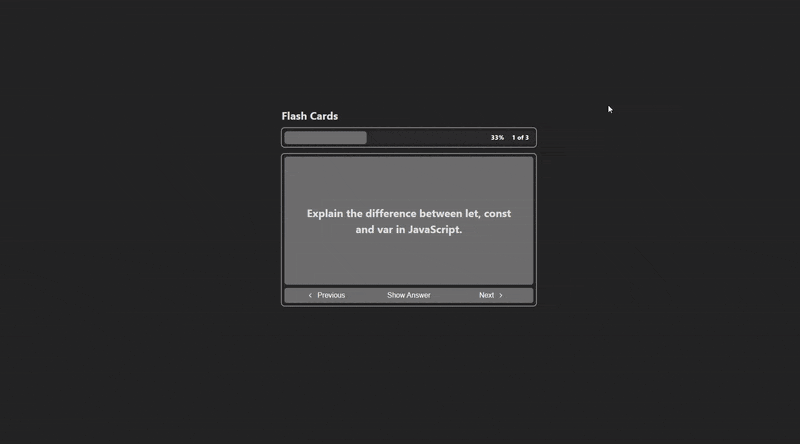 Flash Cards
33% 1 of 3
Explain the difference between let, const
and var in JavaScript.
‹ Previous Show Answer Next ›